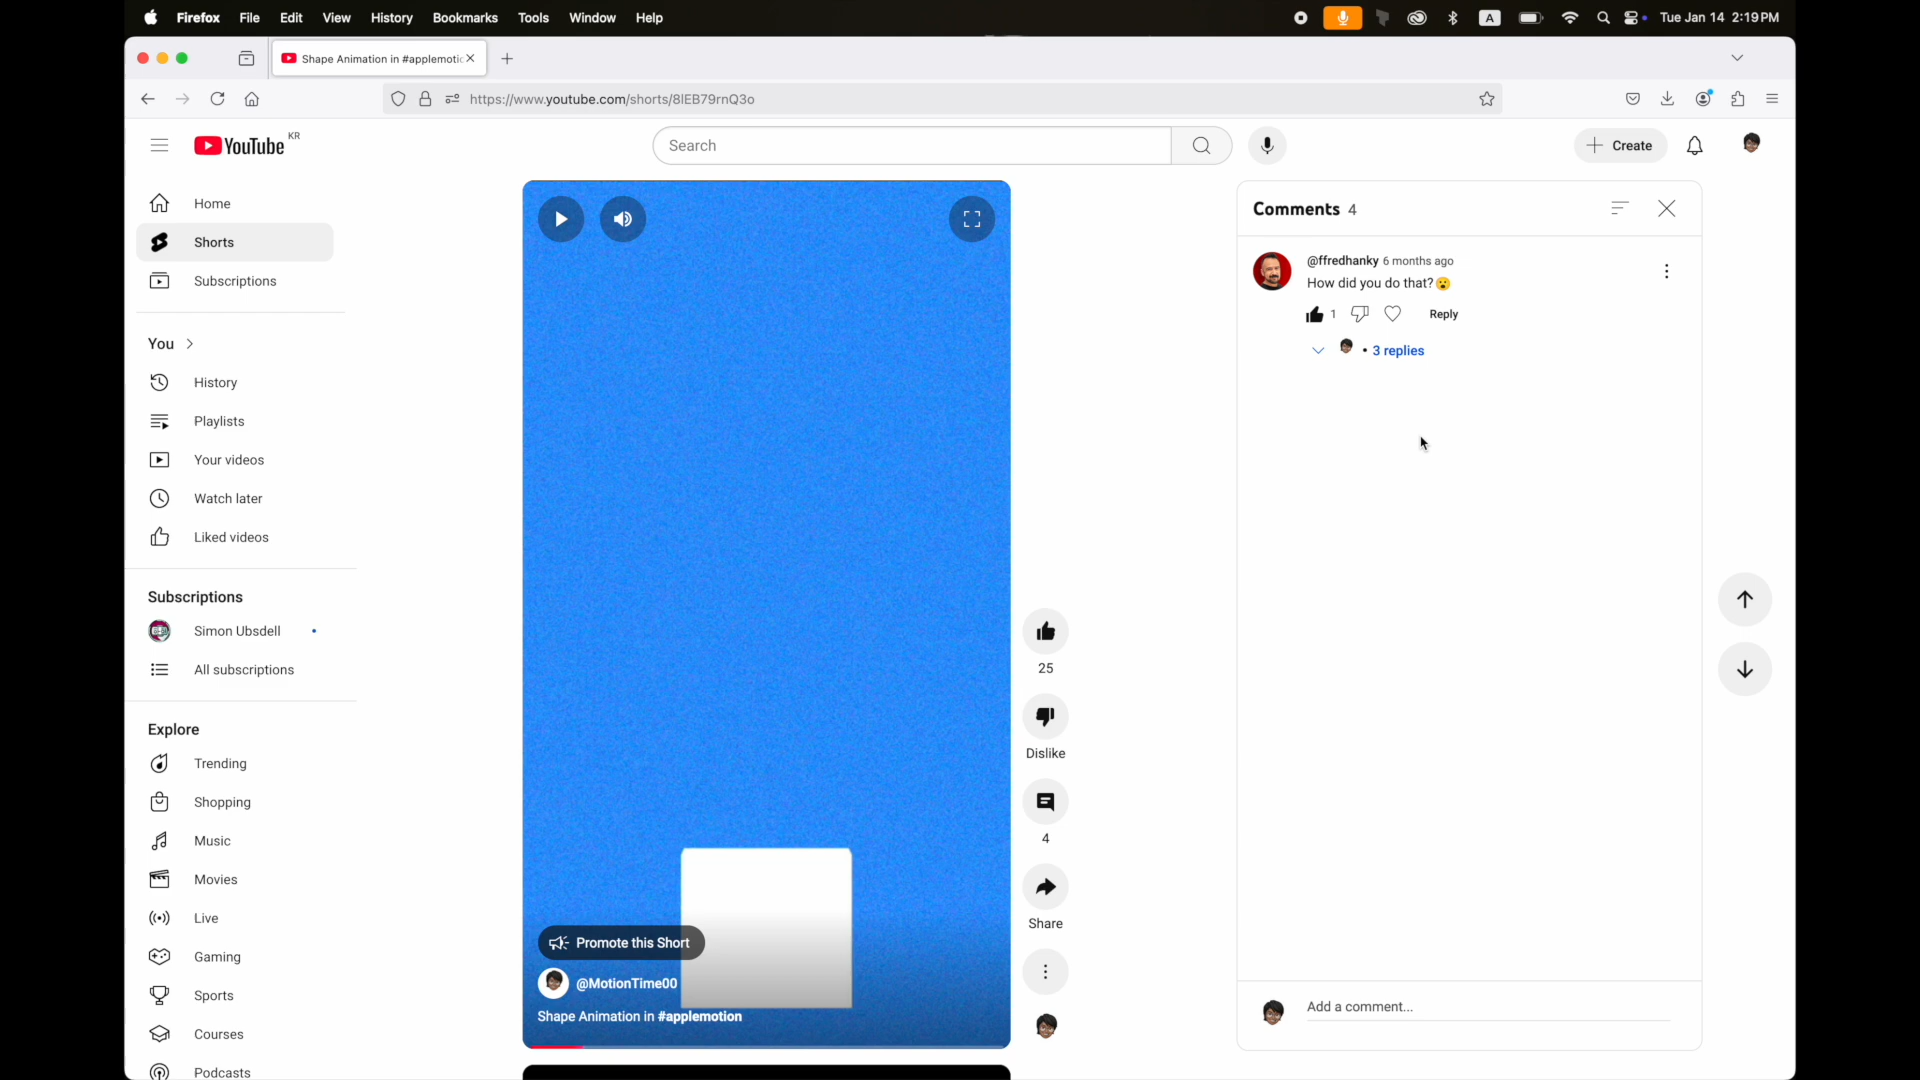 Firefox File Edit View History Bookmarks Tools Window Help
A
Tue Jan 14 2:19 PM
Shape Animation in #applemotic
https://www.youtube.com/shorts/8IEB79rnQ3o
YouTube KR
Search
Create
Home
Shorts
Subscriptions
You
History
Playlists
Your videos
Watch later
Liked videos
Subscriptions
Simon Ubsdell
All subscriptions
Explore
Trending
Shopping
Music
Movies
Live
Gaming
Sports
Courses
Podcasts
Promote this Short
@MotionTime00
Shape Animation in #applemotion
25
Dislike
4
Share
Comments 4
@ffredhanky 6 months ago
How did you do that?😮
1
Reply
• 3 replies
Add a comment...